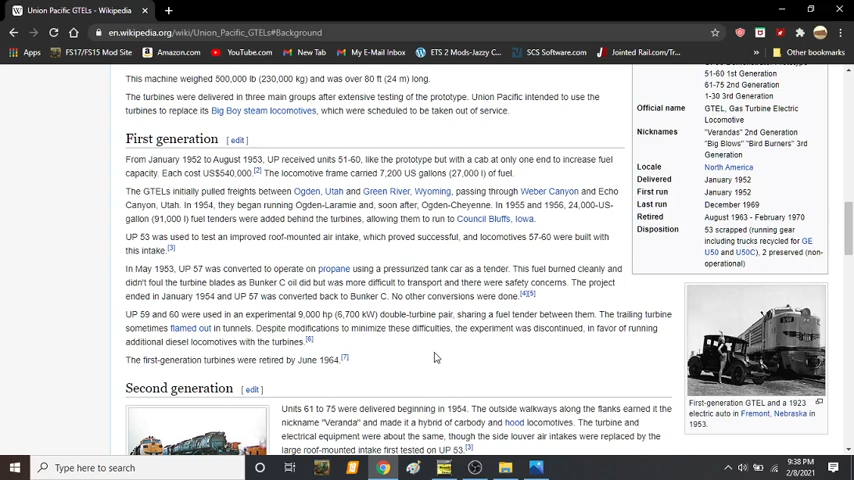 Union Pacific GTELs - Wikipedia
en.wikipedia.org/wiki/Union_Pacific_GTELs#Background
Apps FS17/FS15 Mod Site Amazon.com YouTube.com New Tab My E-Mail Inbox ETS 2 Mods-Jazzy C... SCS Software.com Jointed Rail.com/Tr... Other bookmarks
This machine weighed 500,000 lb (230,000 kg) and was over 80 ft (24 m) long.
The turbines were delivered in three main groups after extensive testing of the prototype. Union Pacific intended to use the
turbines to replace its Big Boy steam locomotives, which were scheduled to be taken out of service.
First generation [ edit ]
From January 1952 to August 1953, UP received units 51-60, like the prototype but with a cab at only one end to increase fuel
capacity. Each cost US$540,000.[2] The locomotive frame carried 7,200 US gallons (27,000 l) of fuel.
The GTELs initially pulled freights between Ogden, Utah and Green River, Wyoming, passing through Weber Canyon and Echo
Canyon, Utah. In 1954, they began running Ogden-Laramie and, soon after, Ogden-Cheyenne. In 1955 and 1956, 24,000-US-
gallon (91,000 l) fuel tenders were added behind the turbines, allowing them to run to Council Bluffs, Iowa.
UP 53 was used to test an improved roof-mounted air intake, which proved successful, and locomotives 57-60 were built with
this intake.[3]
In May 1953, UP 57 was converted to operate on propane using a pressurized tank car as a tender. This fuel burned cleanly and
didn't foul the turbine blades as Bunker C oil did but was more difficult to transport and there were safety concerns. The project
ended in January 1954 and UP 57 was converted back to Bunker C. No other conversions were done.[4][5]
UP 59 and 60 were used in an experimental 9,000 hp (6,700 kW) double-turbine pair, sharing a fuel tender between them. The trailing turbine
sometimes flamed out in tunnels. Despite modifications to minimize these difficulties, the experiment was discontinued, in favor of running
additional diesel locomotives with the turbines.[6]
The first-generation turbines were retired by June 1964.[7]
Second generation [ edit ]
Units 61 to 75 were delivered beginning in 1954. The outside walkways along the flanks earned it the
nickname "Veranda" and made it a hybrid of carbody and hood locomotives. The turbine and
electrical equipment were about the same, though the side louver air intakes were replaced by the
large roof-mounted intake first tested on UP 53.[3]
51-60 1st Generation
61-75 2nd Generation
1-30 3rd Generation
Official name GTEL, Gas Turbine Electric
Locomotive
Nicknames "Verandas" 2nd Generation
"Big Blows" "Bird Burners" 3rd
Generation
Locale North America
Delivered January 1952
First run January 1952
Last run December 1969
Retired August 1963 - February 1970
Disposition 53 scrapped (running gear
including trucks recycled for GE
U50 and U50C), 2 preserved (non-
operational)
First-generation GTEL and a 1923
electric auto in Fremont, Nebraska in
1953.
Type here to search
9:38 PM
2/8/2021